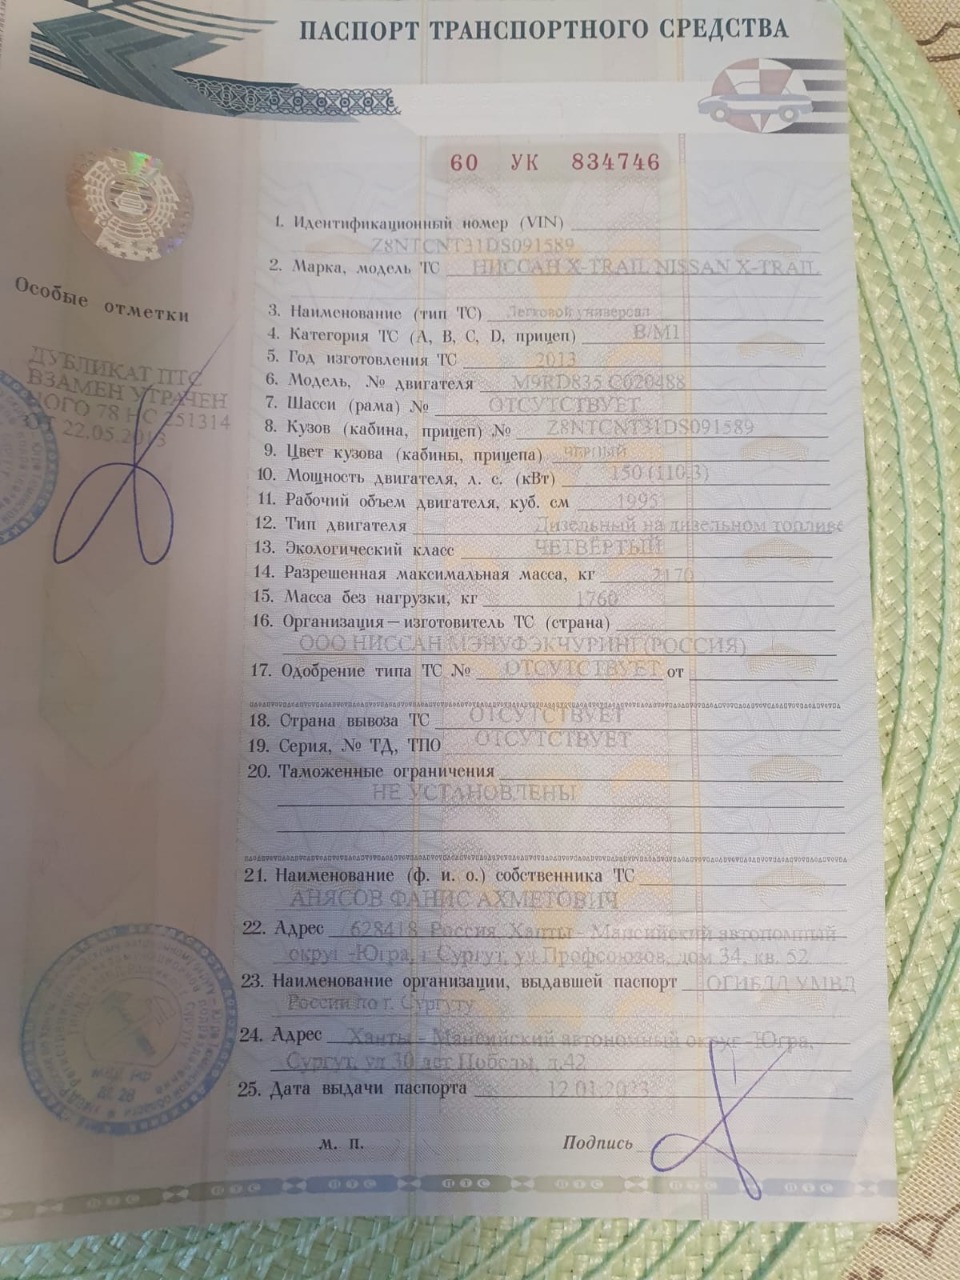 ПАСПОРТ ТРАНСПОРТНОГО СРЕДСТВА
60 УК 834746
Особые отметки
ДУБЛИКАТ ПТС
ВЗАМЕН УТРАЧЕН
НОГО 78 НС 251314
ОТ 22.05.2013
1. Идентификационный номер (VIN)
Z8NTCNT31DS091589
2. Марка, модель ТС НИССАН X-TRAIL NISSAN X-TRAIL
3. Наименование (тип ТС) Легковой универсал
4. Категория ТС (A, B, C, D, прицеп) B/M1
5. Год изготовления ТС 2013
6. Модель, № двигателя M9RD835 C020488
7. Шасси (рама) № ОТСУТСТВУЕТ
8. Кузов (кабина, прицеп) № Z8NTCNT31DS091589
9. Цвет кузова (кабины, прицепа) ЧЕРНЫЙ
10. Мощность двигателя, л. с. (кВт) 150 (110.3)
11. Рабочий объем двигателя, куб. см 1995
12. Тип двигателя Дизельный на дизельном топливе
13. Экологический класс ЧЕТВЁРТЫЙ
14. Разрешенная максимальная масса, кг 2170
15. Масса без нагрузки, кг 1760
16. Организация—изготовитель ТС (страна)
ООО НИССАН МЭНУФЭКЧУРИНГ (РОССИЯ)
17. Одобрение типа ТС № ОТСУТСТВУЕТ от
18. Страна вывоза ТС ОТСУТСТВУЕТ
19. Серия, № ТД, ТПО ОТСУТСТВУЕТ
20. Таможенные ограничения
НЕ УСТАНОВЛЕНЫ
21. Наименование (ф. и. о.) собственника ТС
АНЯСОВ ФАНИС АХМЕТОВИЧ
22. Адрес 628418 Россия, Ханты - Мансийский автономный
округ -Югра, г Сургут, ул Профсоюзов, дом 34, кв. 52
23. Наименование организации, выдавшей паспорт ОГИБДД УМВД
России по г. Сургуту
24. Адрес Ханты - Мансийский автономный округ -Югра,
Сургут, ул 30 лет Победы, д.42
25. Дата выдачи паспорта 12.01.2023
М. П. Подпись
ПТС ПТС ПТС ПТС ПТС ПТС